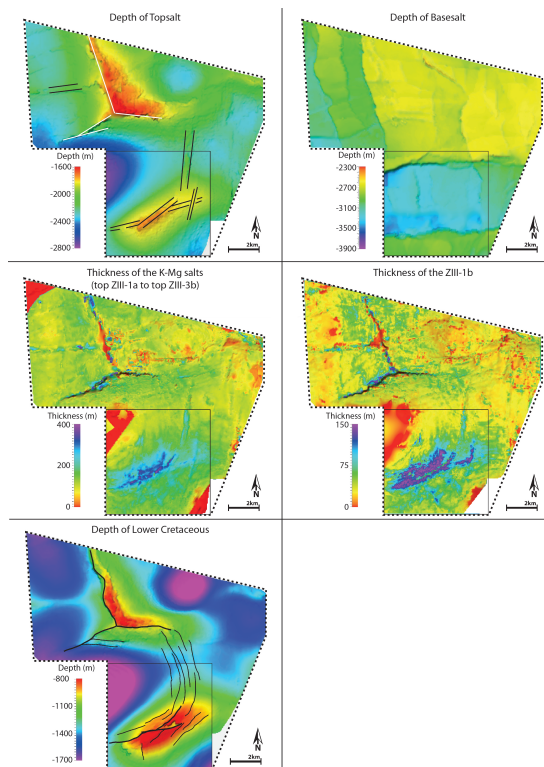 Depth of Topsalt
Depth (m)
-1600
-2000
-2400
-2800
N
2km
Depth of Basesalt
Depth (m)
-2300
-2700
-3100
-3500
-3900
N
2km
Thickness of the K-Mg salts
(top ZIII-1a to top ZIII-3b)
Thickness (m)
400
200
0
N
2km
Thickness of the ZIII-1b
Thickness (m)
150
75
0
N
2km
Depth of Lower Cretaceous
Depth (m)
-800
-1100
-1400
-1700
N
2km